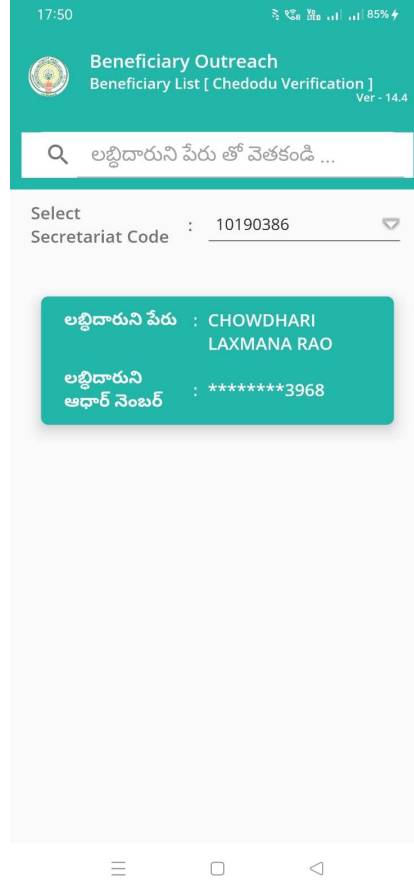 17:50
85%
Beneficiary Outreach
Beneficiary List [ Chedodu Verification ]
Ver - 14.4
లబ్ధిదారుని పేరు తో వెతకండి ...
Select
Secretariat Code : 10190386
లబ్ధిదారుని పేరు : CHOWDHARI
LAXMANA RAO
లబ్ధిదారుని
ఆధార్ నెంబర్ : ********3968